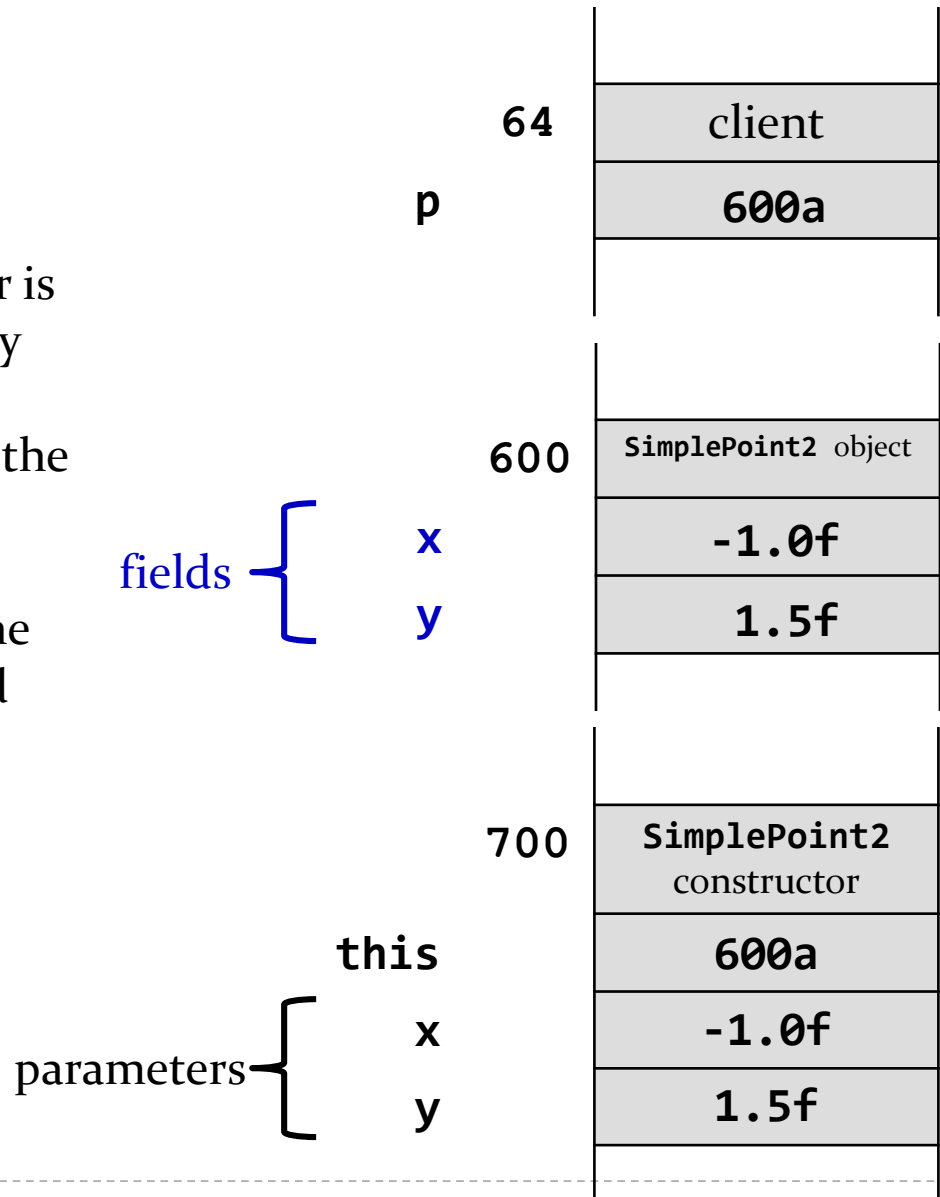 64 client
p 600a
r is
y
600 SimplePoint2 object
the
x -1.0f
fields
y 1.5f
ne
d
700 SimplePoint2
constructor
this 600a
x -1.0f
parameters
y 1.5f